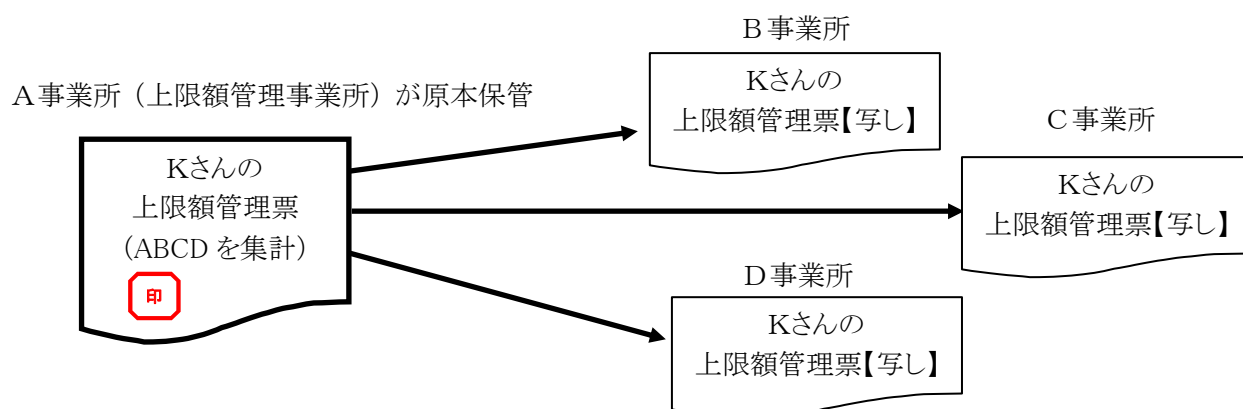 A事業所（上限額管理事業所）が原本保管
Kさんの
上限額管理票
（ABCDを集計）
印
B事業所
Kさんの
上限額管理票【写し】
C事業所
Kさんの
上限額管理票【写し】
D事業所
Kさんの
上限額管理票【写し】